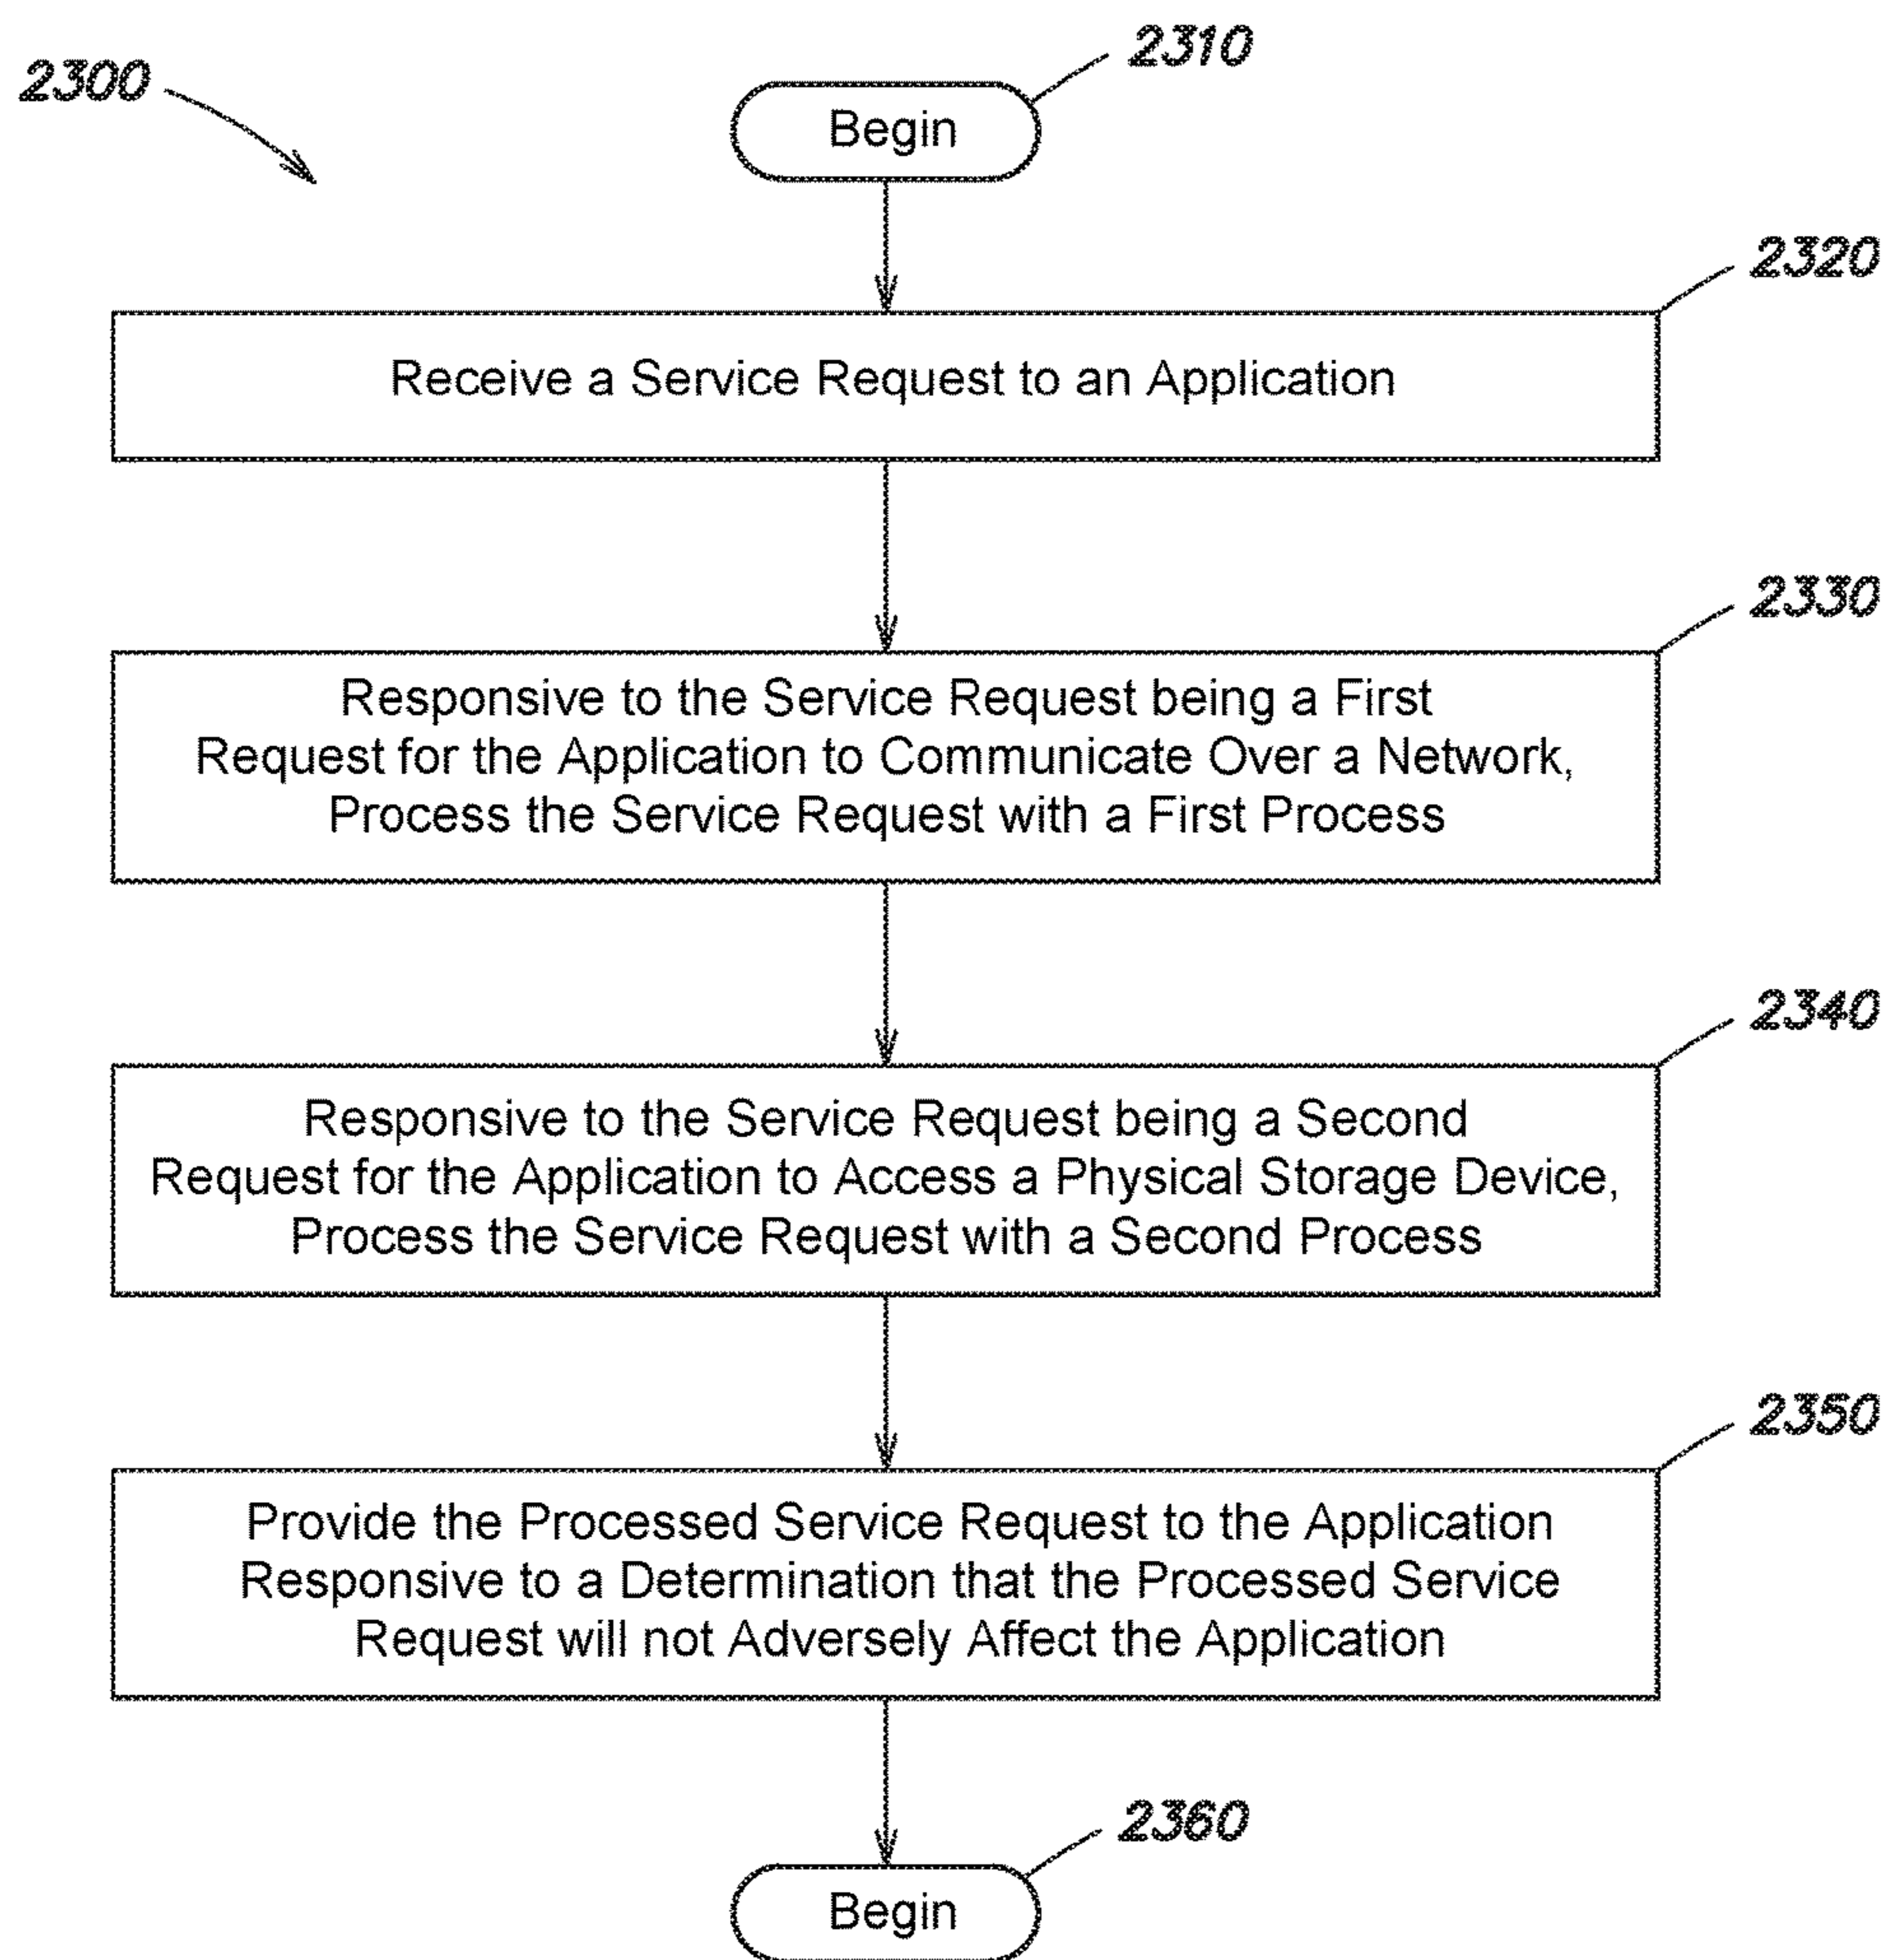 2300
2310
Begin
2320
Receive a Service Request to an Application
2330
Responsive to the Service Request being a First
Request for the Application to Communicate Over a Network,
Process the Service Request with a First Process
2340
Responsive to the Service Request being a Second
Request for the Application to Access a Physical Storage Device,
Process the Service Request with a Second Process
2350
Provide the Processed Service Request to the Application
Responsive to a Determination that the Processed Service
Request will not Adversely Affect the Application
2360
Begin